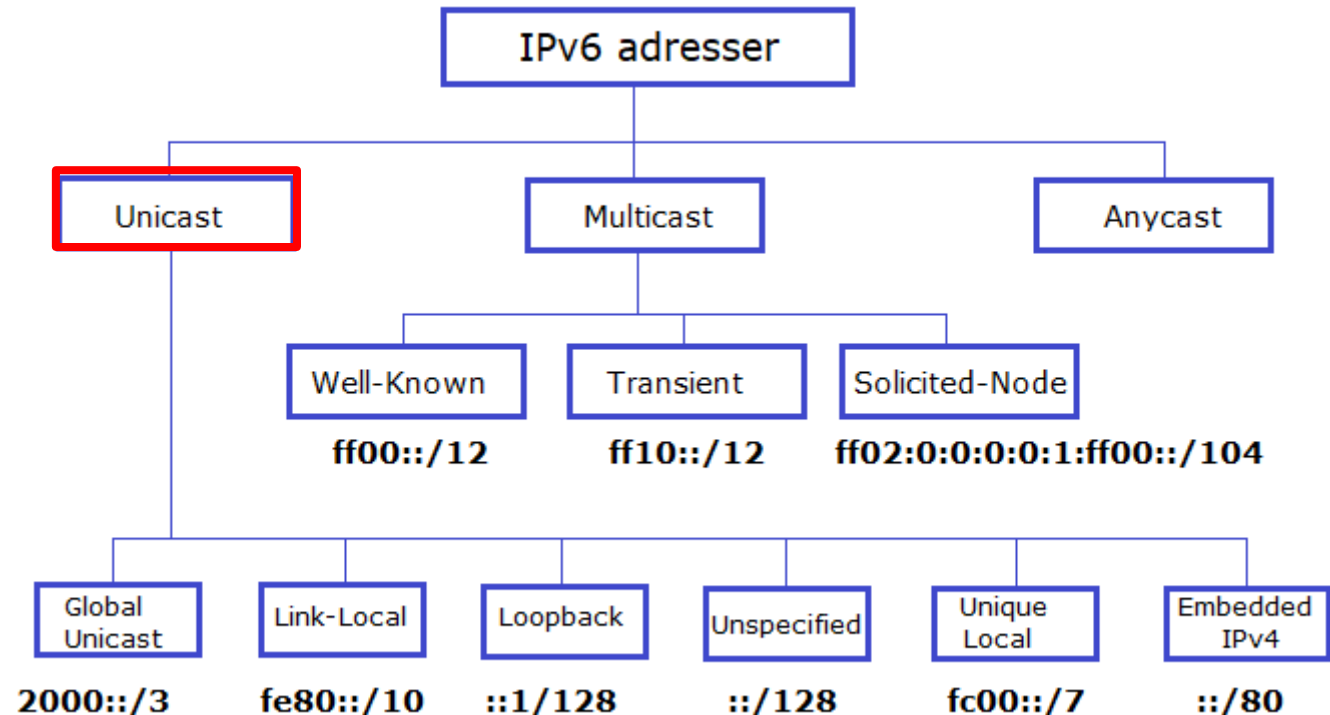 IPv6 adresser
Unicast
Multicast
Anycast
Well-Known
Transient
Solicited-Node
ff00::/12
ff10::/12
ff02:0:0:0:0:1:ff00::/104
Global
Unicast
Link-Local
Loopback
Unspecified
Unique
Local
Embedded
IPv4
2000::/3
fe80::/10
::1/128
::/128
fc00::/7
::/80